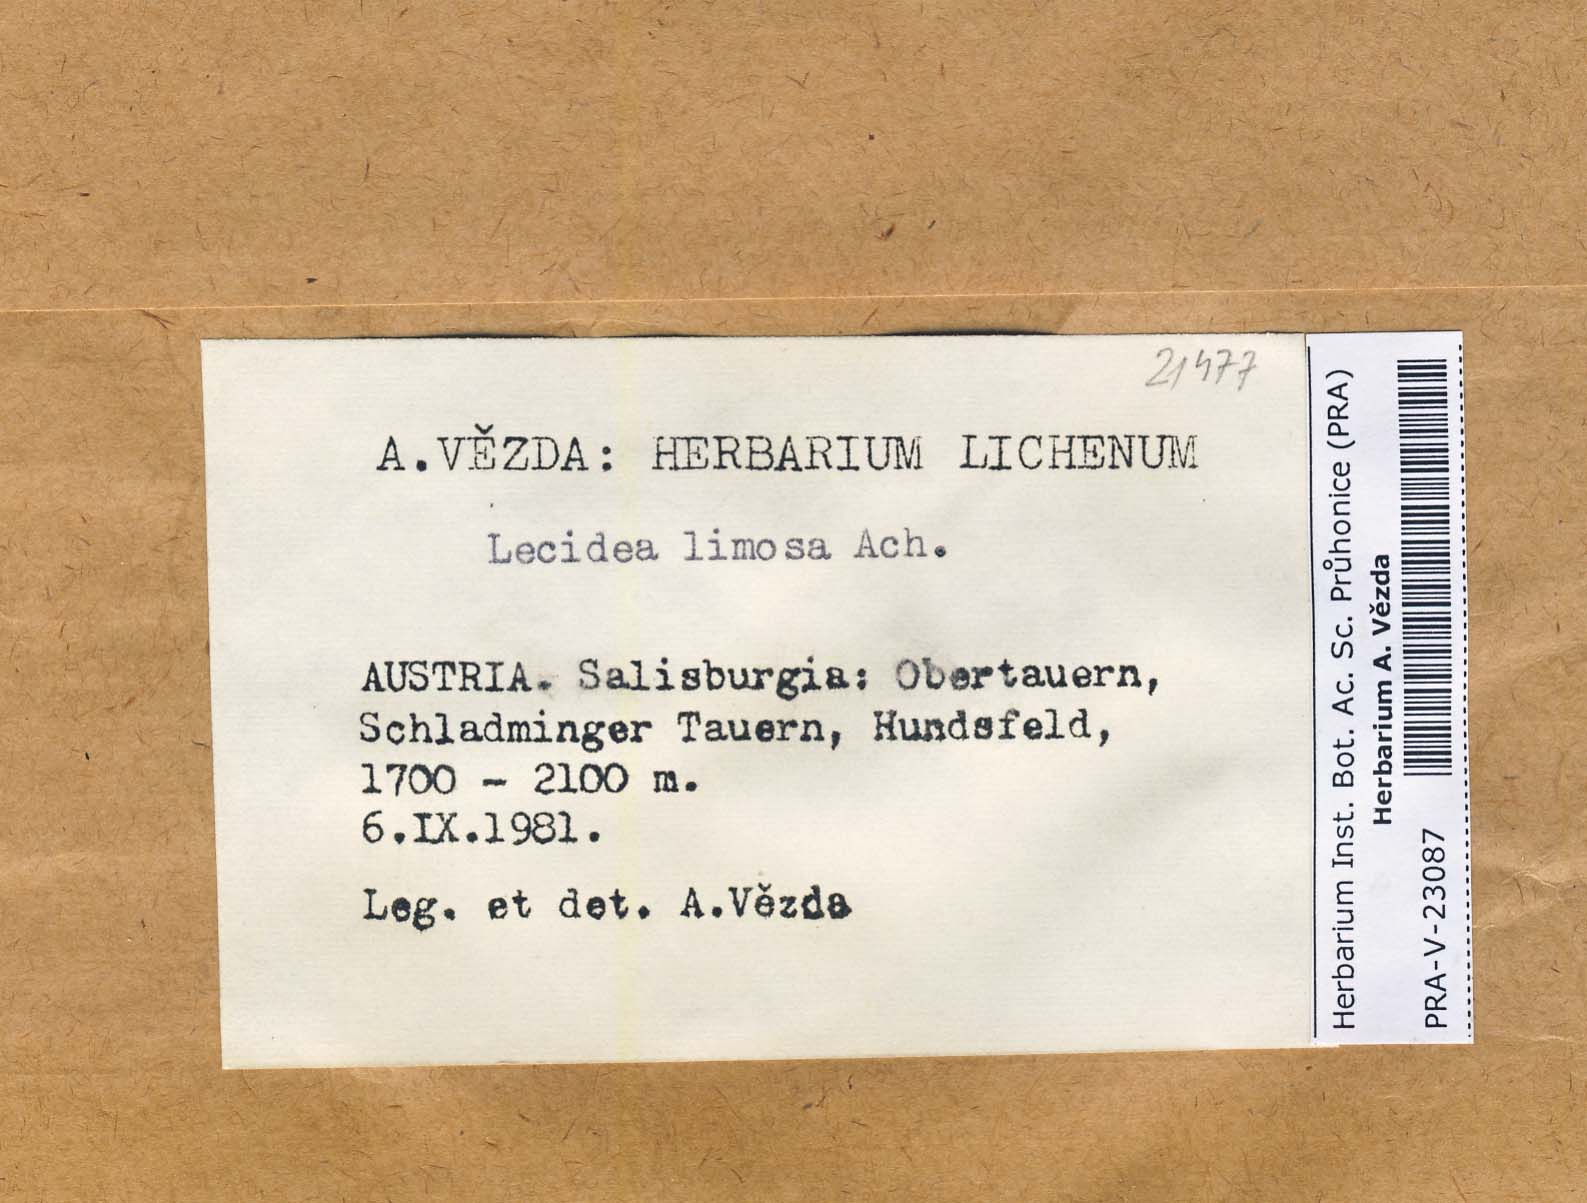 21477
A.VĚZDA: HERBARIUM LICHENUM
Lecidea limosa Ach.
AUSTRIA. Salisburgia: Obertauern,
Schladminger Tauern, Hundsfeld,
1700 - 2100 m.
6.IX.1981.
Leg. et det. A.Vězda
Herbarium Inst. Bot. Ac. Sc. Průhonice (PRA)
Herbarium A. Vězda
PRA-V-23087